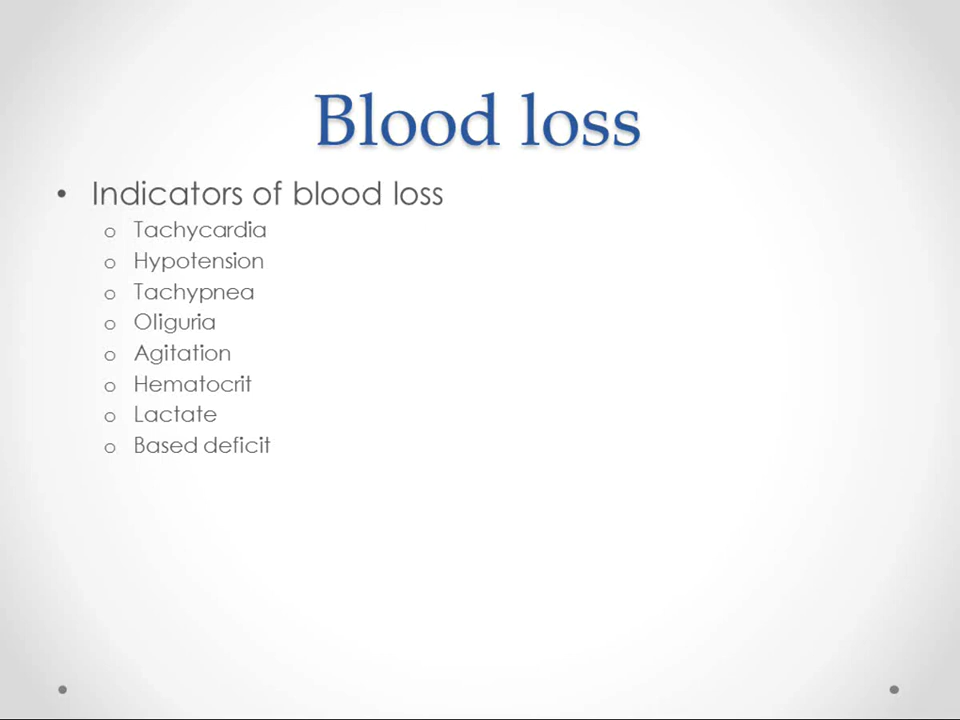 Blood loss
• Indicators of blood loss
o Tachycardia
o Hypotension
o Tachypnea
o Oliguria
o Agitation
o Hematocrit
o Lactate
o Based deficit